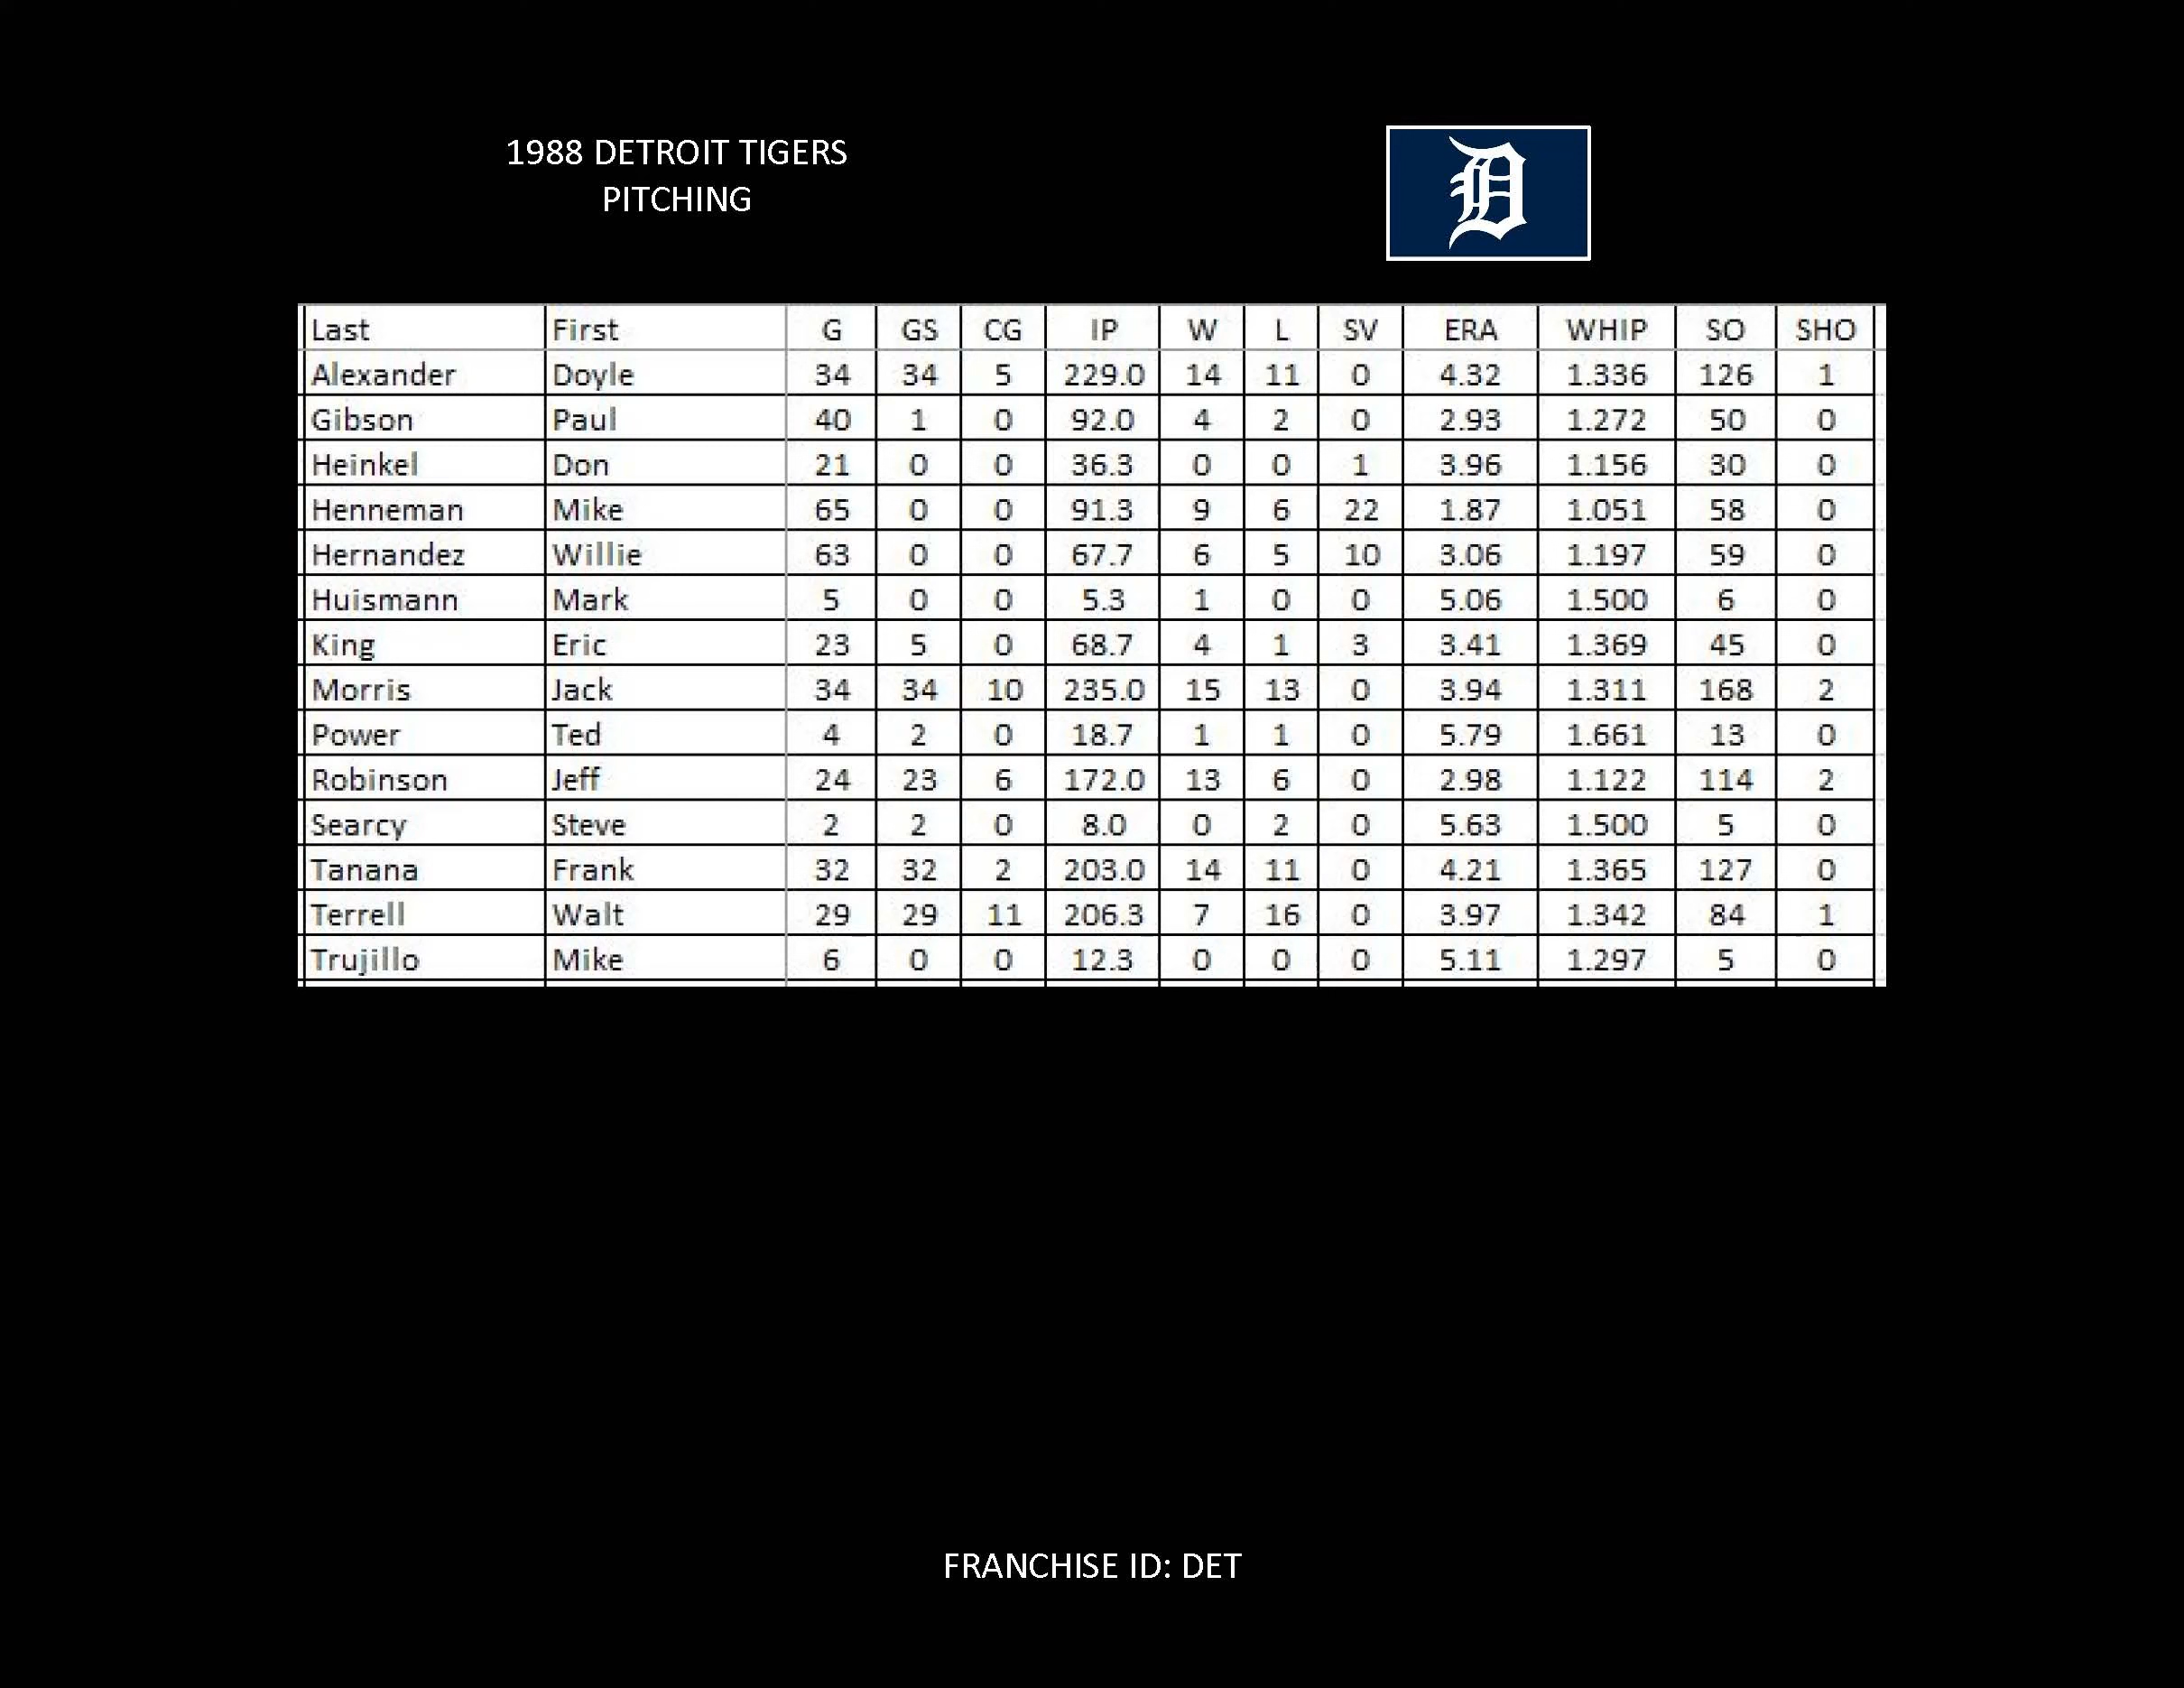 1988 DETROIT TIGERS
PITCHING
D
Last First G GS CG IP W L SV ERA WHIP SO SHO
Alexander Doyle 34 34 5 229.0 14 11 0 4.32 1.336 126 1
Gibson Paul 40 1 0 92.0 4 2 0 2.93 1.272 50 0
Heinkel Don 21 0 0 36.3 0 0 1 3.96 1.156 30 0
Henneman Mike 65 0 0 91.3 9 6 22 1.87 1.051 58 0
Hernandez Willie 63 0 0 67.7 6 5 10 3.06 1.197 59 0
Huismann Mark 5 0 0 5.3 1 0 0 5.06 1.500 6 0
King Eric 23 5 0 68.7 4 1 3 3.41 1.369 45 0
Morris Jack 34 34 10 235.0 15 13 0 3.94 1.311 168 2
Power Ted 4 2 0 18.7 1 1 0 5.79 1.661 13 0
Robinson Jeff 24 23 6 172.0 13 6 0 2.98 1.122 114 2
Searcy Steve 2 2 0 8.0 0 2 0 5.63 1.500 5 0
Tanana Frank 32 32 2 203.0 14 11 0 4.21 1.365 127 0
Terrell Walt 29 29 11 206.3 7 16 0 3.97 1.342 84 1
Trujillo Mike 6 0 0 12.3 0 0 0 5.11 1.297 5 0
FRANCHISE ID: DET